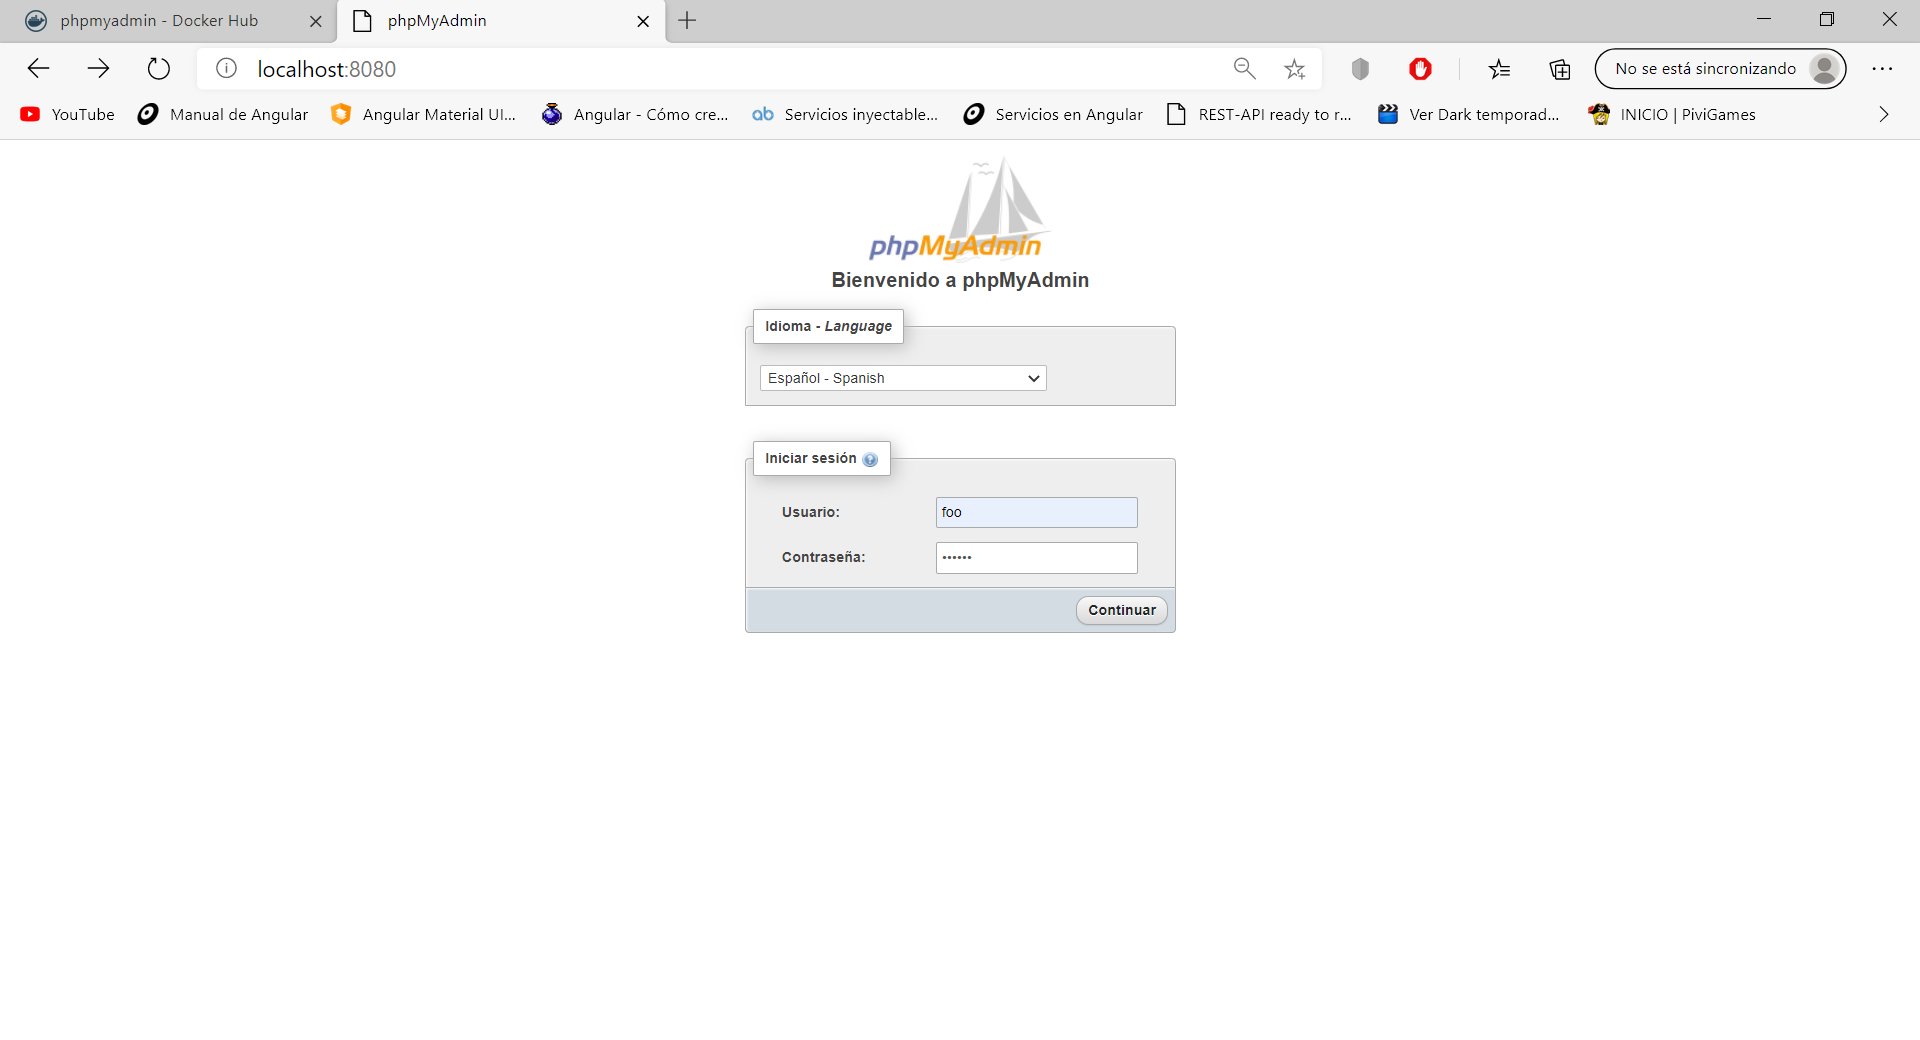 phpmyadmin - Docker Hub
phpMyAdmin
localhost:8080
No se está sincronizando
YouTube
Manual de Angular
Angular Material UI...
Angular - Cómo cre...
ab
Servicios inyectable...
Servicios en Angular
REST-API ready to r...
Ver Dark temporad...
INICIO | PiviGames
phpMyAdmin
Bienvenido a phpMyAdmin
Idioma - Language
Español - Spanish
Iniciar sesión
Usuario:
foo
Contraseña:
••••••
Continuar